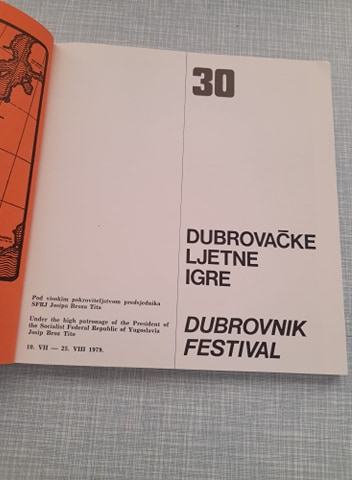 30
DUBROVAČKE
LJETNE
IGRE
DUBROVNIK
FESTIVAL
Pod visokim pokroviteljstvom predsjednika
SFRJ Josipa Broza Tita
Under the high patronage of the President of
the Socialist Federal Republic of Yugoslavia
Josip Broz Tito
10. VII — 25. VIII 1979.